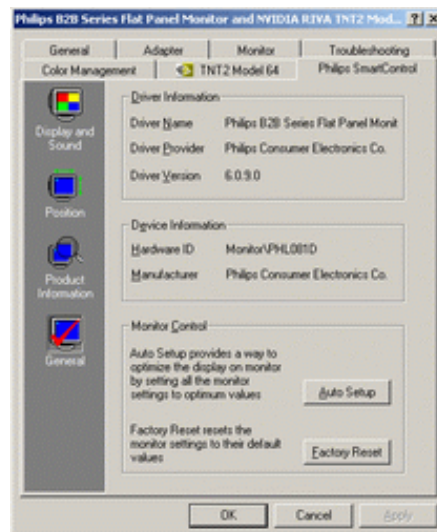 Philips B2B Series Flat Panel Monitor and NVIDIA RIVA TNT2 Mod...
General
Adapter
Monitor
Troubleshooting
Color Management
TNT2 Model 64
Philips SmartControl
Display and
Sound
Position
Product
Information
General
Driver Information
Driver Name
Philips B2B Series Flat Panel Monit
Driver Provider
Philips Consumer Electronics Co.
Driver Version
6.0.9.0
Device Information
Hardware ID
Monitor\PHL081D
Manufacturer
Philips Consumer Electronics Co.
Monitor Control
Auto Setup provides a way to
optimize the display on monitor
by setting all the monitor
settings to optimum values
Auto Setup
Factory Reset resets the
monitor settings to their default
values
Factory Reset
OK
Cancel
Apply